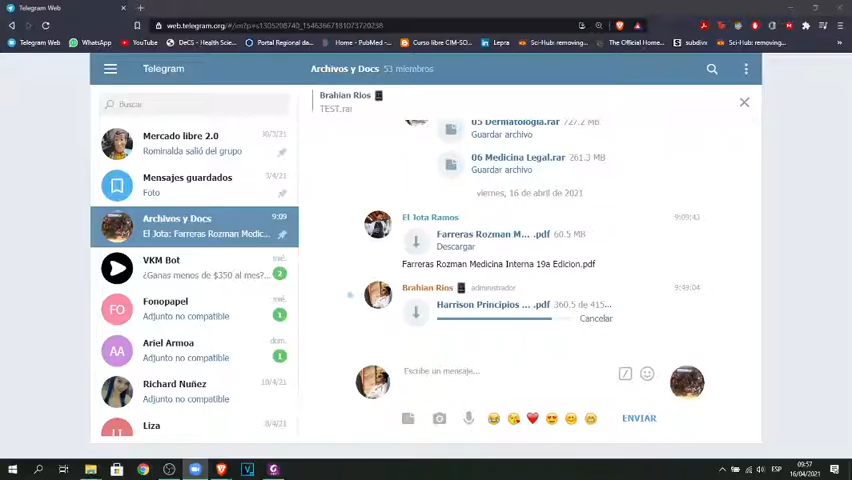 Telegram Web
web.telegram.org/#/im?p=s1305208740_15463667181073720238
Telegram Web
WhatsApp
YouTube
DeCS - Health Scie...
Portal Regional da...
Home - PubMed -...
Curso libre CIM-SO...
Lepra
Sci-Hub: removing...
The Official Home...
subdivx
Sci-Hub: removing...
Telegram
Archivos y Docs 53 miembros
Buscar
Mercado libre 2.0 10/3/21
Rominalda salió del grupo
Mensajes guardados 5/4/21
Foto
Archivos y Docs 9:09
El Jota: Farreras Rozman Medic...
VKM Bot mié.
¿Ganas menos de $350 al mes?... 2
Fonopapel mié.
FO
Adjunto no compatible 1
Ariel Armoa dom.
AA
Adjunto no compatible 1
Richard Nuñez 10/4/21
Adjunto no compatible
Liza 8/4/21
Brahian Rios
TEST.rar
05 Dermatología.rar 727.2 MB
Guardar archivo
06 Medicina Legal.rar 261.3 MB
Guardar archivo
viernes, 16 de abril de 2021
El Jota Ramos 9:09:43
Farreras Rozman M... .pdf 60.5 MB
Descargar
Farreras Rozman Medicina Interna 19a Edicion.pdf
Brahian Rios administrador 9:49:04
Harrison Principios ... .pdf 360.5 de 415...
Cancelar
Escribe un mensaje...
ENVIAR
ESP
09:57
16/04/2021